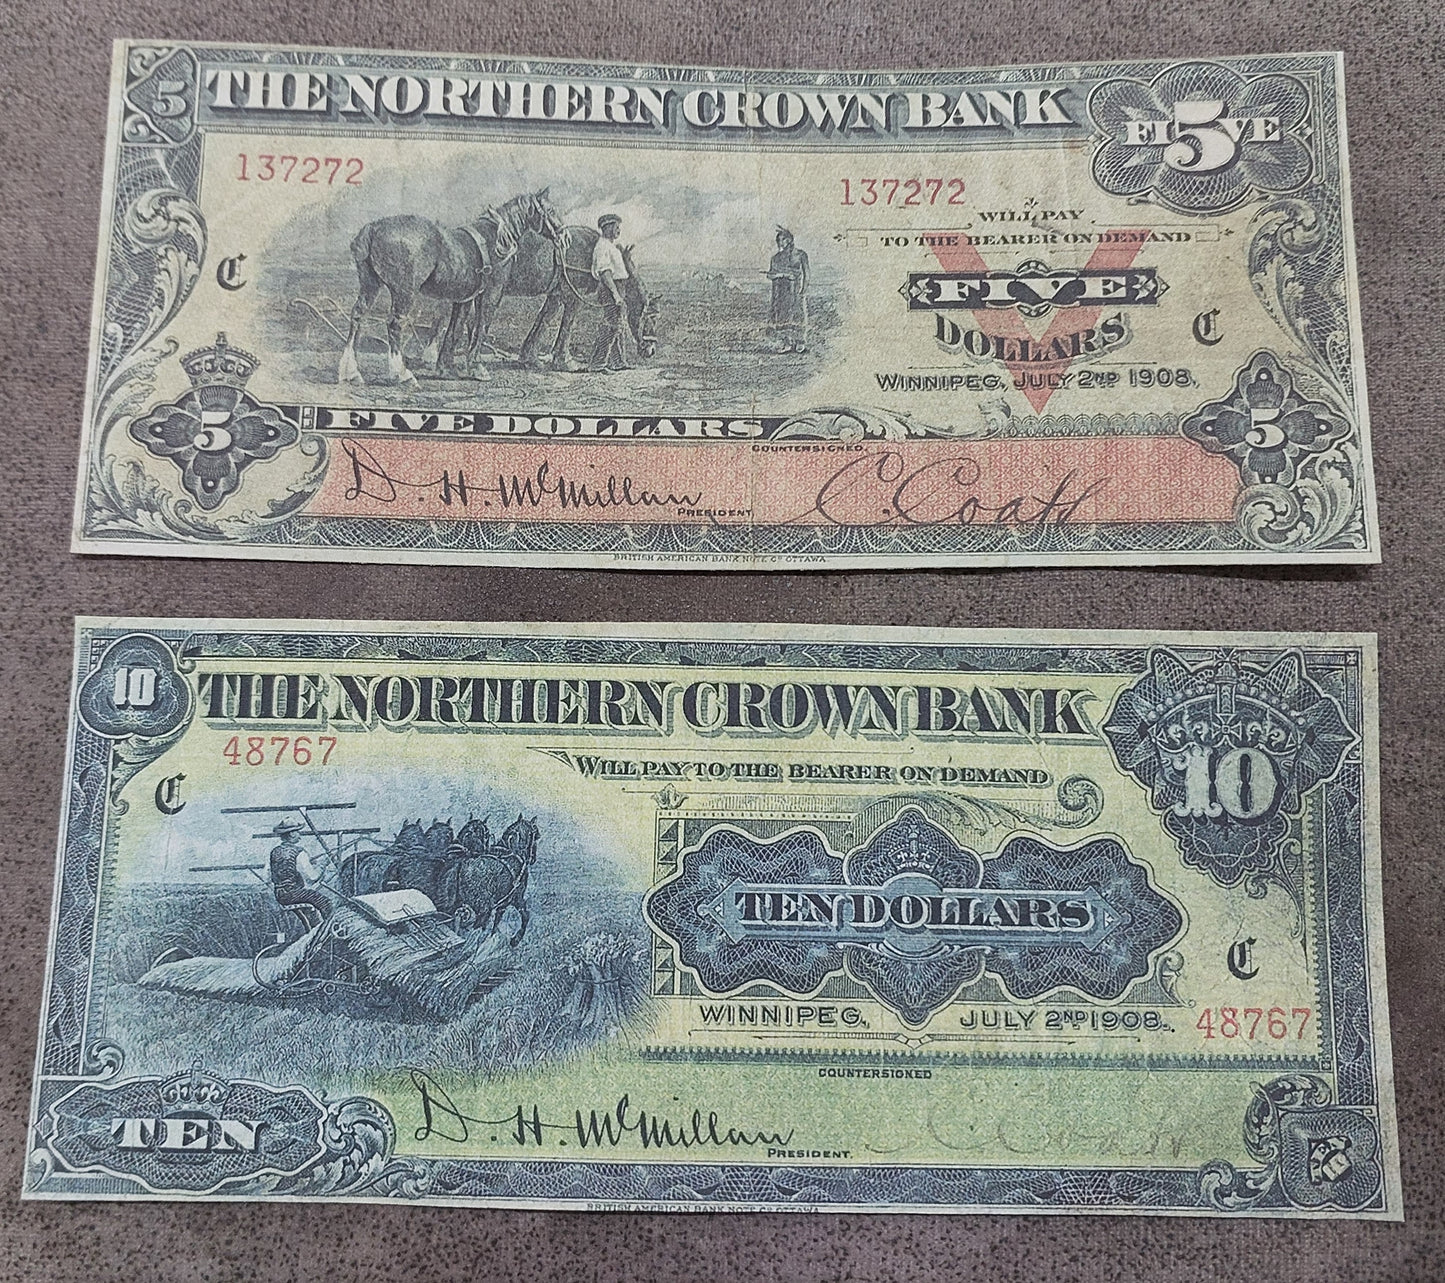 5 THE NORTHERN CROWN BANK FI5VE
137272
137272
WILL PAY
TO THE BEARER ON DEMAND
V
FIVE
C DOLLARS C
WINNIPEG, JULY 2ND 1908.
5 FIVE DOLLARS 5
COUNTERSIGNED.
D. H. McMillan PRESIDENT. C. Coats
BRITISH AMERICAN BANK NOTE CO OTTAWA.
10 THE NORTHERN CROWN BANK 10
48767
WILL PAY TO THE BEARER ON DEMAND
C
TEN DOLLARS
C
WINNIPEG, JULY 2ND 1908. 48767
COUNTERSIGNED
TEN D. H. McMillan PRESIDENT.
BRITISH AMERICAN BANK NOTE CO OTTAWA